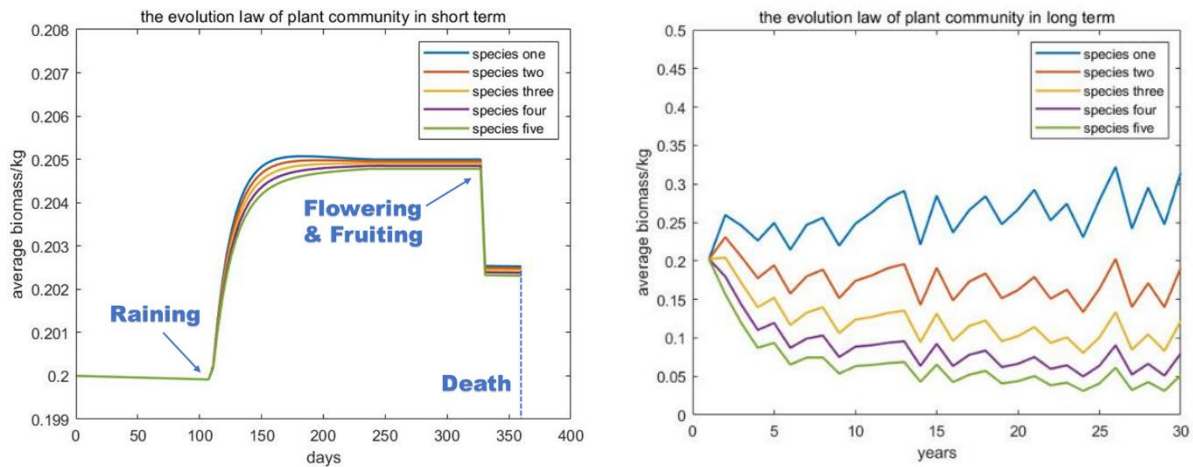 the evolution law of plant community in short term
0.208
0.207
0.206
0.205
0.204
0.203
0.202
0.201
0.2
0.199
average biomass/kg
species one
species two
species three
species four
species five
Flowering
& Fruiting
Raining
Death
0
50
100
150
200
250
300
350
400
days
the evolution law of plant community in long term
0.5
0.45
0.4
0.35
0.3
0.25
0.2
0.15
0.1
0.05
0
average biomass/kg
species one
species two
species three
species four
species five
0
5
10
15
20
25
30
years